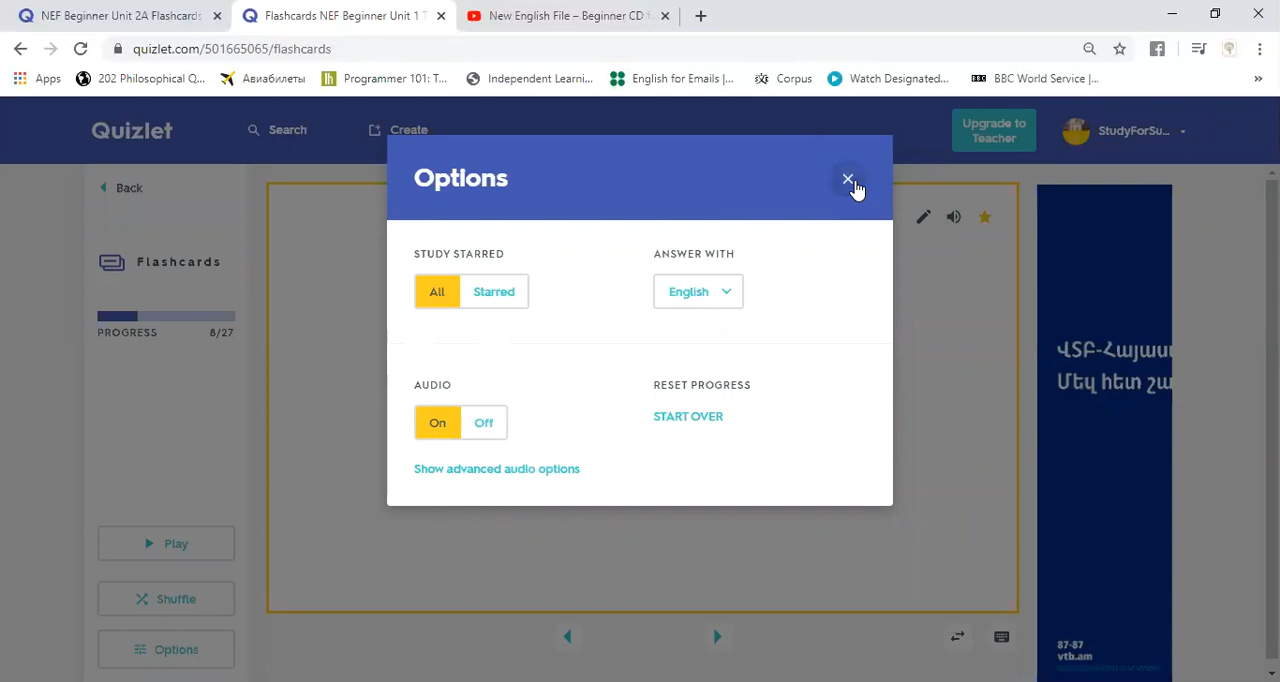 NEF Beginner Unit 2A Flashcards
Flashcards NEF Beginner Unit 1 T
New English File – Beginner CD f
quizlet.com/501665065/flashcards
Apps 202 Philosophical Q... Авиабилеты Programmer 101: T... Independent Learni... English for Emails |... Corpus Watch Designated... BBC BBC World Service |... »
Quizlet Search Create Upgrade to
Teacher
StudyForSu...
Options
Back
STUDY STARRED ANSWER WITH
Flashcards
All Starred English
PROGRESS 8/27
ՎՏԲ-Հայաս
Մեզ հետ շա
AUDIO RESET PROGRESS
On Off START OVER
Show advanced audio options
Play
Shuffle
Options
87-87
vtb.am